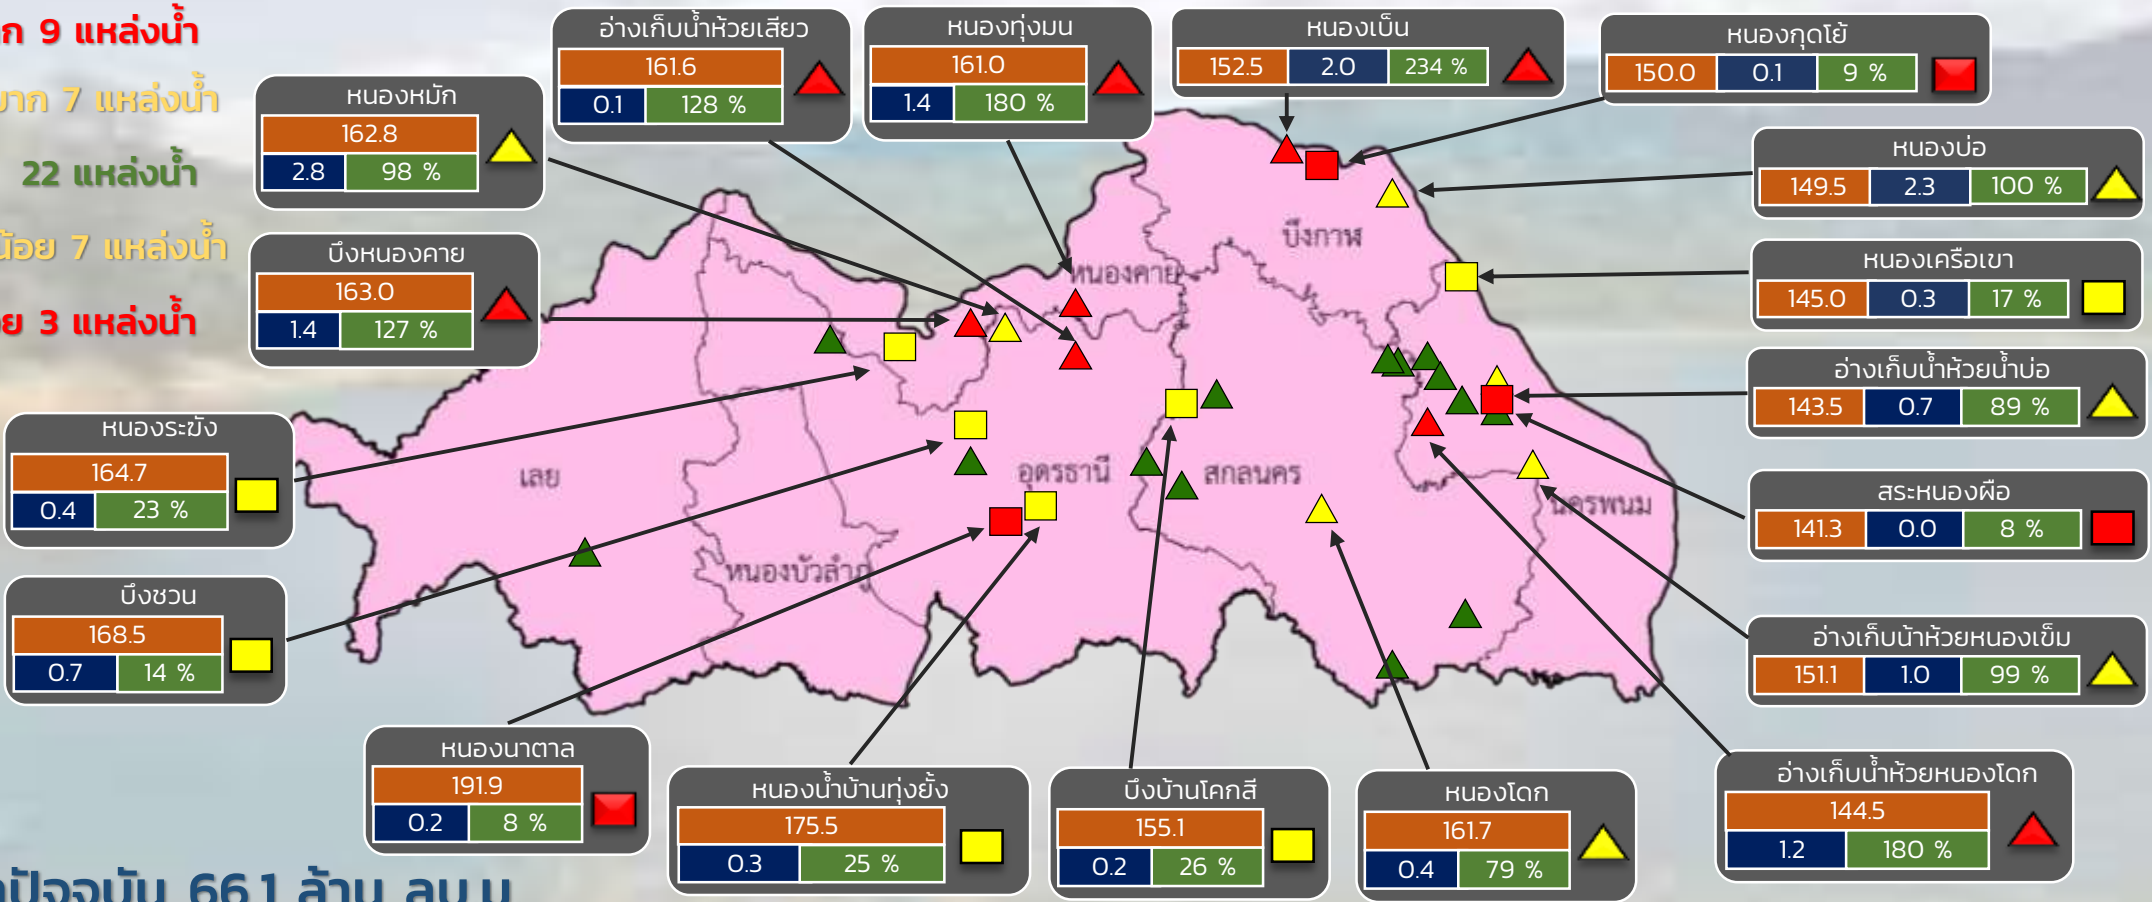 ก 9 แหล่งน้ำ
มาก 7 แหล่งน้ำ
22 แหล่งน้ำ
น้อย 7 แหล่งน้ำ
อย 3 แหล่งน้ำ
หนองหมัก
162.8
2.8 98 %
อ่างเก็บน้ำห้วยเสียว
161.6
0.1 128 %
หนองทุ่งมน
161.0
1.4 180 %
หนองเบ็น
152.5 2.0 234 %
หนองกุดโย้
150.0 0.1 9 %
หนองบ่อ
149.5 2.3 100 %
บึงหนองคาย
163.0
1.4 127 %
หนองเครือเขา
145.0 0.3 17 %
อ่างเก็บน้ำห้วยน้ำบ่อ
143.5 0.7 89 %
หนองระฆัง
164.7
0.4 23 %
สระหนองผือ
141.3 0.0 8 %
บึงชวน
168.5
0.7 14 %
อ่างเก็บน้าห้วยหนองเข็ม
151.1 1.0 99 %
หนองนาตาล
191.9
0.2 8 %
หนองน้ำบ้านทุ่งยั้ง
175.5
0.3 25 %
บึงบ้านโคกสี
155.1
0.2 26 %
หนองโดก
161.7
0.4 79 %
อ่างเก็บน้ำห้วยหนองโดก
144.5
1.2 180 %
บึงกาฬ
หนองคาย
เลย
อุดรธานี
สกลนคร
นครพนม
หนองบัวลำภู
ปัจจุบัน 66.1 ล้าน ลบ.ม